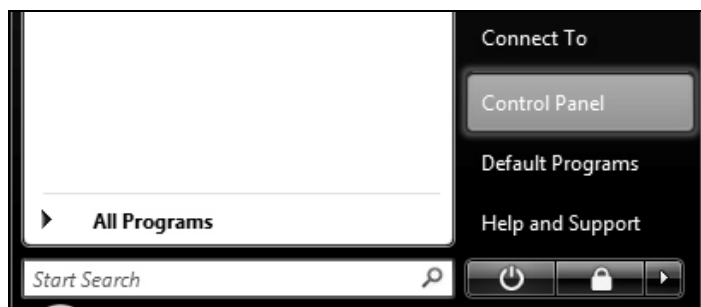 Connect To
Control Panel
Default Programs
All Programs
Help and Support
Start Search